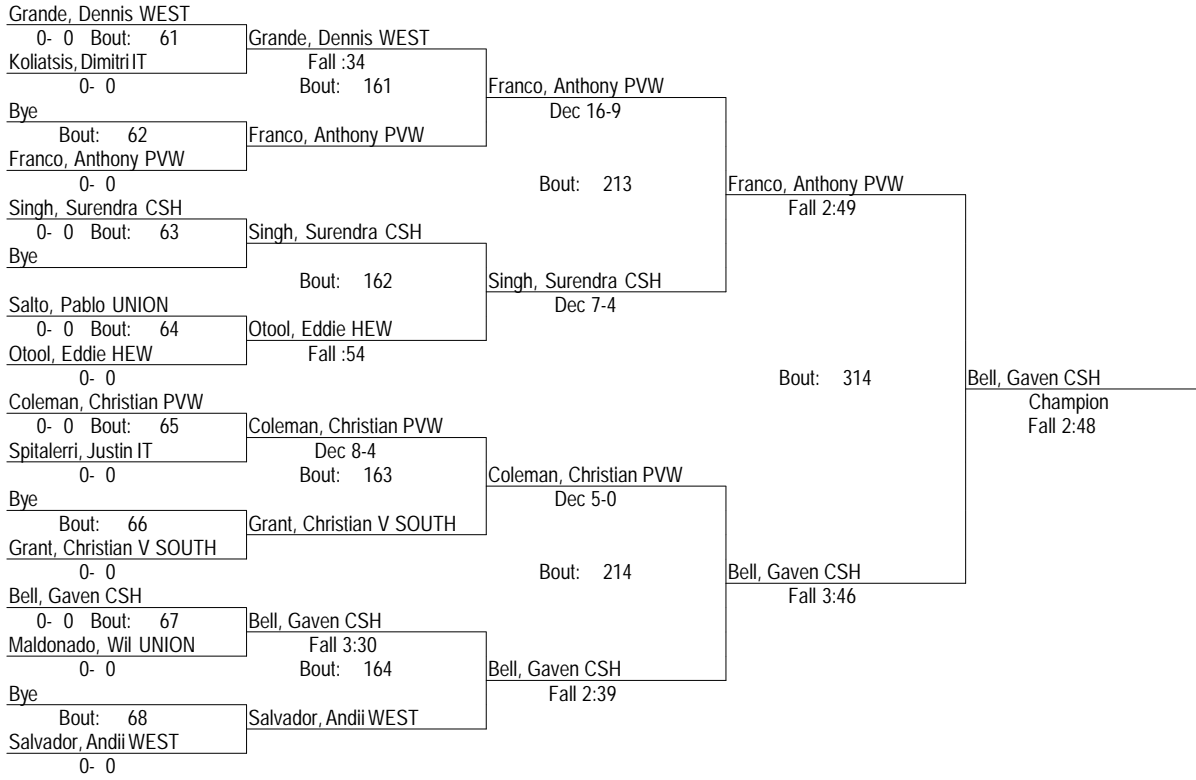 Grande, Dennis WEST
0- 0 Bout: 61
Koliatsis, Dimitri IT
0- 0
Bye
Bout: 62
Franco, Anthony PVW
0- 0
Singh, Surendra CSH
0- 0 Bout: 63
Bye
Salto, Pablo UNION
0- 0 Bout: 64
Otool, Eddie HEW
0- 0
Coleman, Christian PVW
0- 0 Bout: 65
Spitalerri, Justin IT
0- 0
Bye
Bout: 66
Grant, Christian V SOUTH
0- 0
Bell, Gaven CSH
0- 0 Bout: 67
Maldonado, Wil UNION
0- 0
Bye
Bout: 68
Salvador, Andii WEST
0- 0
Grande, Dennis WEST
Fall :34
Bout: 161
Franco, Anthony PVW
Singh, Surendra CSH
Bout: 162
Otool, Eddie HEW
Fall :54
Coleman, Christian PVW
Dec 8-4
Bout: 163
Grant, Christian V SOUTH
Bell, Gaven CSH
Fall 3:30
Bout: 164
Salvador, Andii WEST
Franco, Anthony PVW
Dec 16-9
Bout: 213
Singh, Surendra CSH
Dec 7-4
Coleman, Christian PVW
Dec 5-0
Bout: 214
Bell, Gaven CSH
Fall 2:39
Franco, Anthony PVW
Fall 2:49
Bout: 314
Bell, Gaven CSH
Fall 3:46
Bell, Gaven CSH
Champion
Fall 2:48